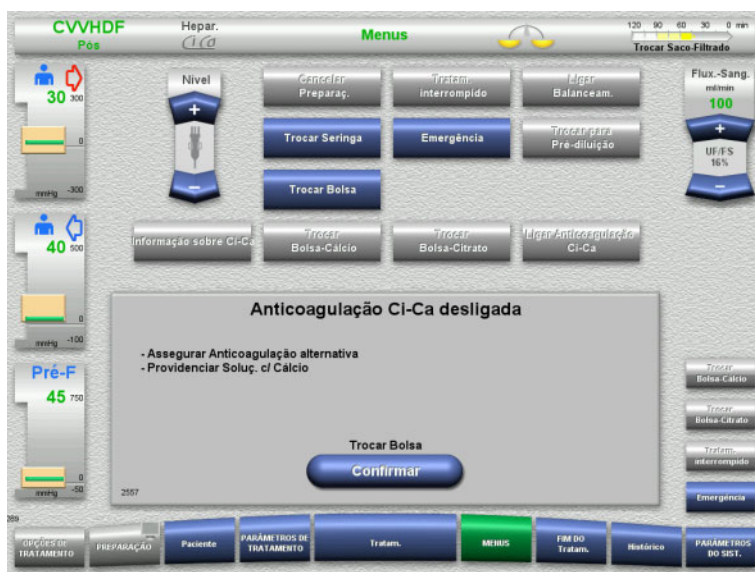 CVVHDF
Pós
Hepar.
CiCa
Menus
120 90 60 30 0 min
Trocar Saco-Filtrado
30 300
0
mmHg -300
40 500
0
mmHg -100
Pré-F
45 750
0
mmHg -50
Nivel
+
−
Cancelar
Preparaç.
Tratam.
interrompido
Ligar
Balanceam.
Trocar Seringa
Emergência
Trocar para
Pré-diluição
Trocar Bolsa
Informação sobre Ci-Ca
Trocar
Bolsa-Cálcio
Trocar
Bolsa-Citrato
Ligar Anticoagulação
Ci-Ca
Flux.-Sang.
ml/min
100
+
UF/FS
16%
−
Anticoagulação Ci-Ca desligada
- Assegurar Anticoagulação alternativa
- Providenciar Soluç. c/ Cálcio
Trocar Bolsa
Confirmar
2557
Trocar
Bolsa-Cálcio
Trocar
Bolsa-Citrato
Tratam.
interrompido
Emergência
OPÇÕES DE
TRATAMENTO
PREPARAÇÃO
Paciente
PARÂMETROS DE
TRATAMENTO
Tratam.
MENUS
FIM DO
Tratam.
Histórico
PARÂMETROS
DO SIST.